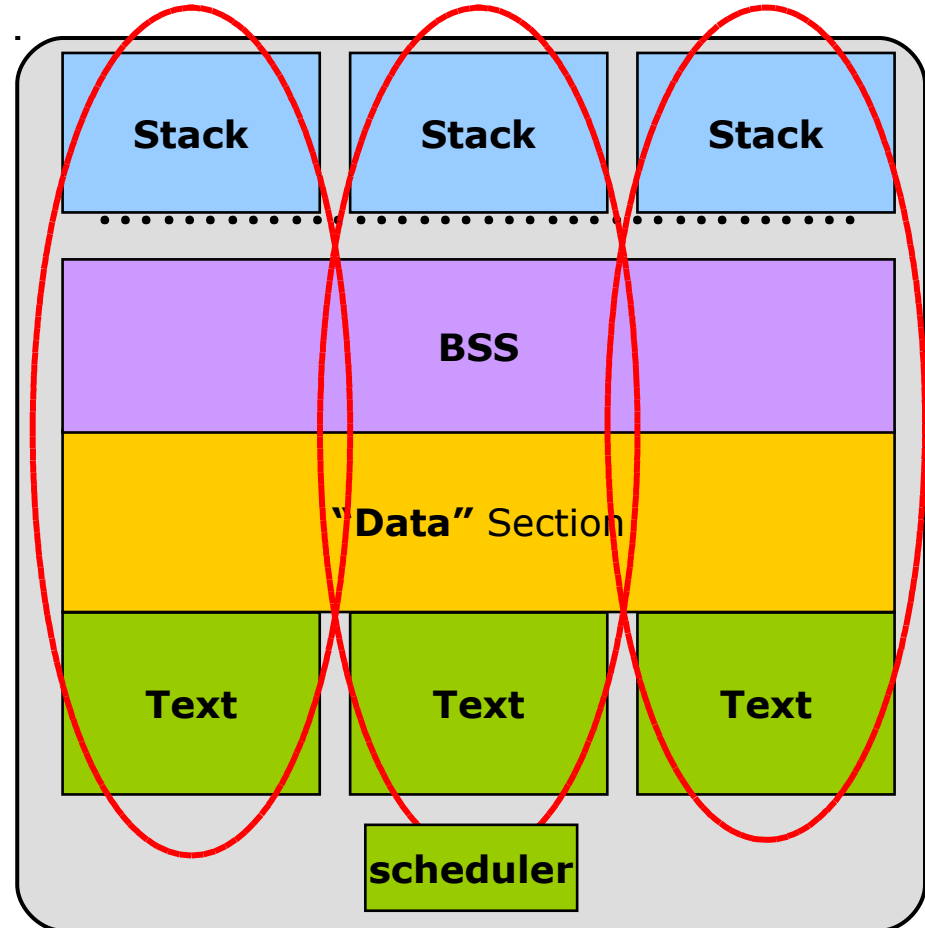 Stack Stack Stack
BSS
“Data” Section
Text Text Text
scheduler